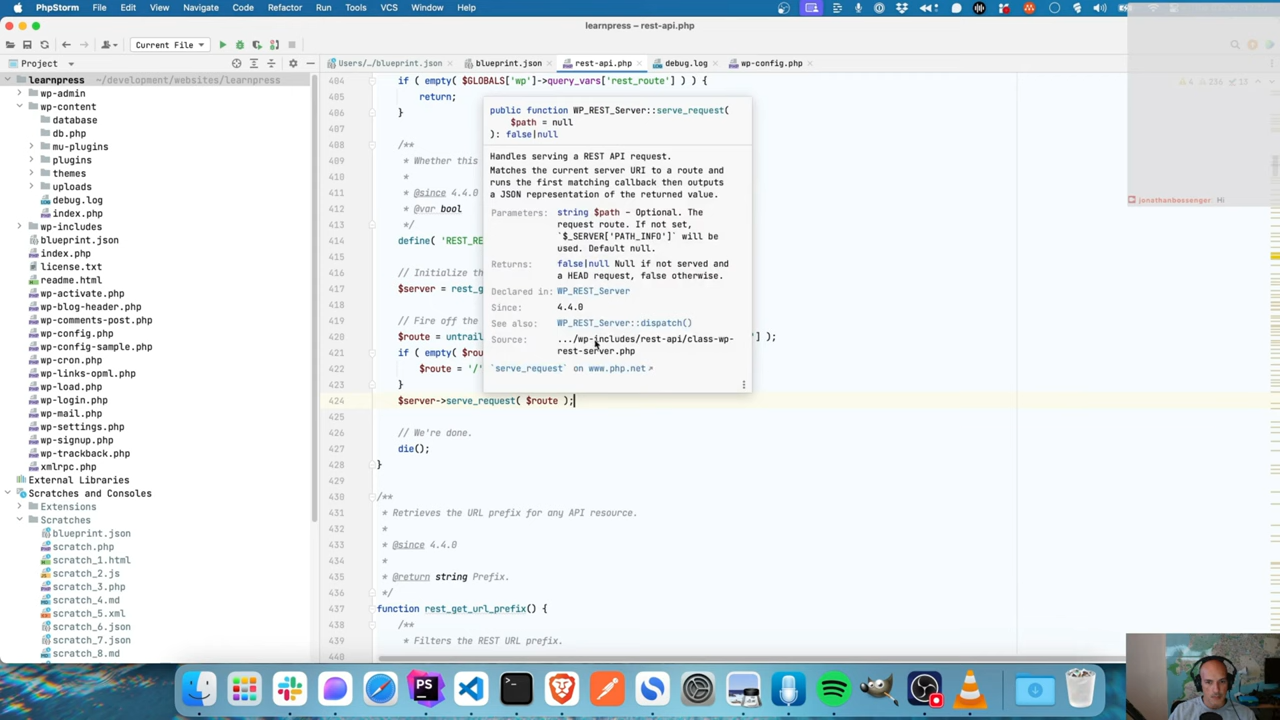 PhpStorm File Edit View Navigate Code Refactor Run Tools VCS Window Help
learnpress – rest-api.php
Current File
Project
Users/…/blueprint.json blueprint.json rest-api.php debug.log wp-config.php
learnpress ~/development/websites/learnpress
wp-admin
wp-content
database
db.php
mu-plugins
plugins
themes
uploads
debug.log
index.php
wp-includes
blueprint.json
index.php
license.txt
readme.html
wp-activate.php
wp-blog-header.php
wp-comments-post.php
wp-config.php
wp-config-sample.php
wp-cron.php
wp-links-opml.php
wp-load.php
wp-login.php
wp-mail.php
wp-settings.php
wp-signup.php
wp-trackback.php
xmlrpc.php
External Libraries
Scratches and Consoles
Extensions
Scratches
blueprint.json
scratch.php
scratch_1.html
scratch_2.js
scratch_3.php
scratch_4.md
scratch_5.xml
scratch_6.json
scratch_7.json
scratch_8.md
404 if ( empty( $GLOBALS['wp']->query_vars['rest_route'] ) ) {
405 return;
406 }
407
408 /**
409 * Whether this
410 *
411 * @since 4.4.0
412 * @var bool
413 */
414 define( 'REST_RE
415
416 // Initialize th
417 $server = rest_g
418
419 // Fire off the
420 $route = untrail ] );
421 if ( empty( $rou
422 $route = '/'
423 }
424 $server->serve_request( $route );
425
426 // We're done.
427 die();
428 }
429
430 /**
431 * Retrieves the URL prefix for any API resource.
432 *
433 * @since 4.4.0
434 *
435 * @return string Prefix.
436 */
437 function rest_get_url_prefix() {
438 /**
439 * Filters the REST URL prefix.
440 *
public function WP_REST_Server::serve_request(
$path = null
): false|null
Handles serving a REST API request.
Matches the current server URI to a route and
runs the first matching callback then outputs
a JSON representation of the returned value.
Parameters: string $path – Optional. The
request route. If not set,
`$_SERVER['PATH_INFO']` will be
used. Default null.
Returns: false|null Null if not served and
a HEAD request, false otherwise.
Declared in: WP_REST_Server
Since: 4.4.0
See also: WP_REST_Server::dispatch()
Source: .../wp-includes/rest-api/class-wp-
rest-server.php
`serve_request` on www.php.net
4 236 13
jonathanbossenger: Hi
PS